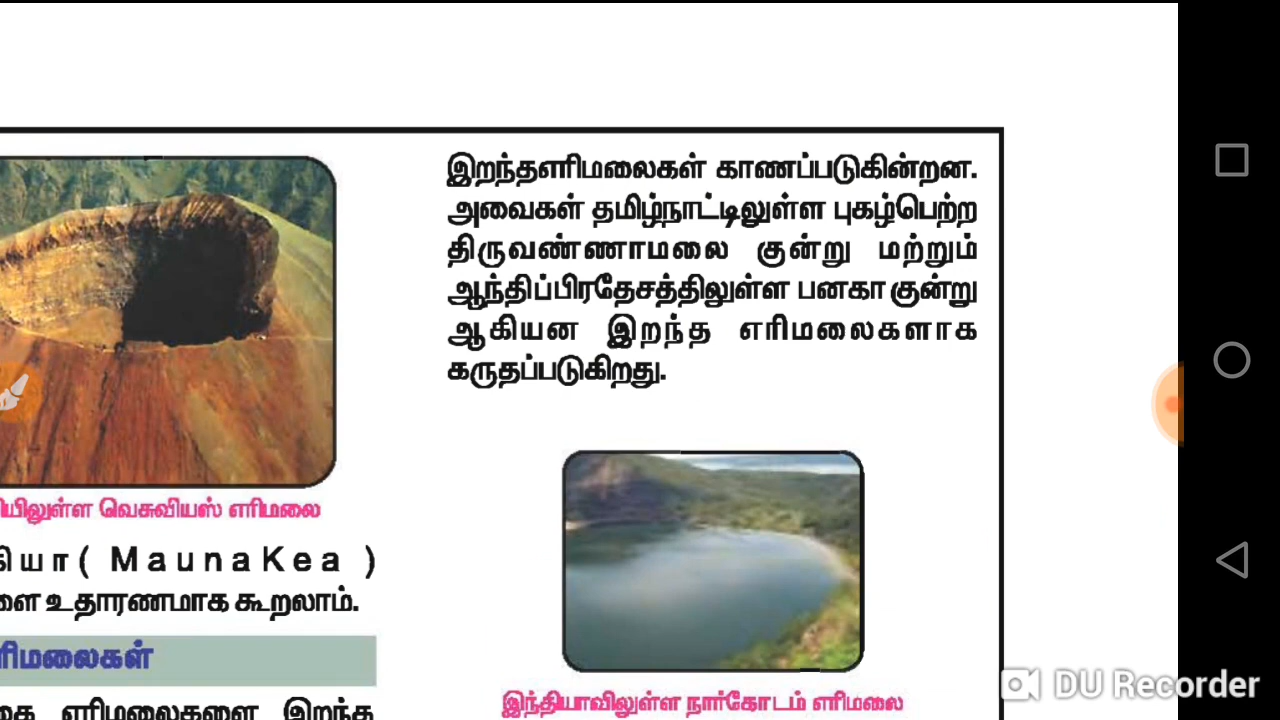 வெசுவியஸ் எரிமலை
( MaunaKea )
உதாரணமாக கூறலாம்.
எரிமலைகளை இறந்த
இறந்தஎரிமலைகள் காணப்படுகின்றன.
அவைகள் தமிழ்நாட்டிலுள்ள புகழ்பெற்ற
திருவண்ணாமலை குன்று மற்றும்
ஆந்திப்பிரதேசத்திலுள்ள பனகா குன்று
ஆகியன இறந்த எரிமலைகளாக
கருதப்படுகிறது.
இந்தியாவிலுள்ள நார்கோடம் எரிமலை
DU Recorder